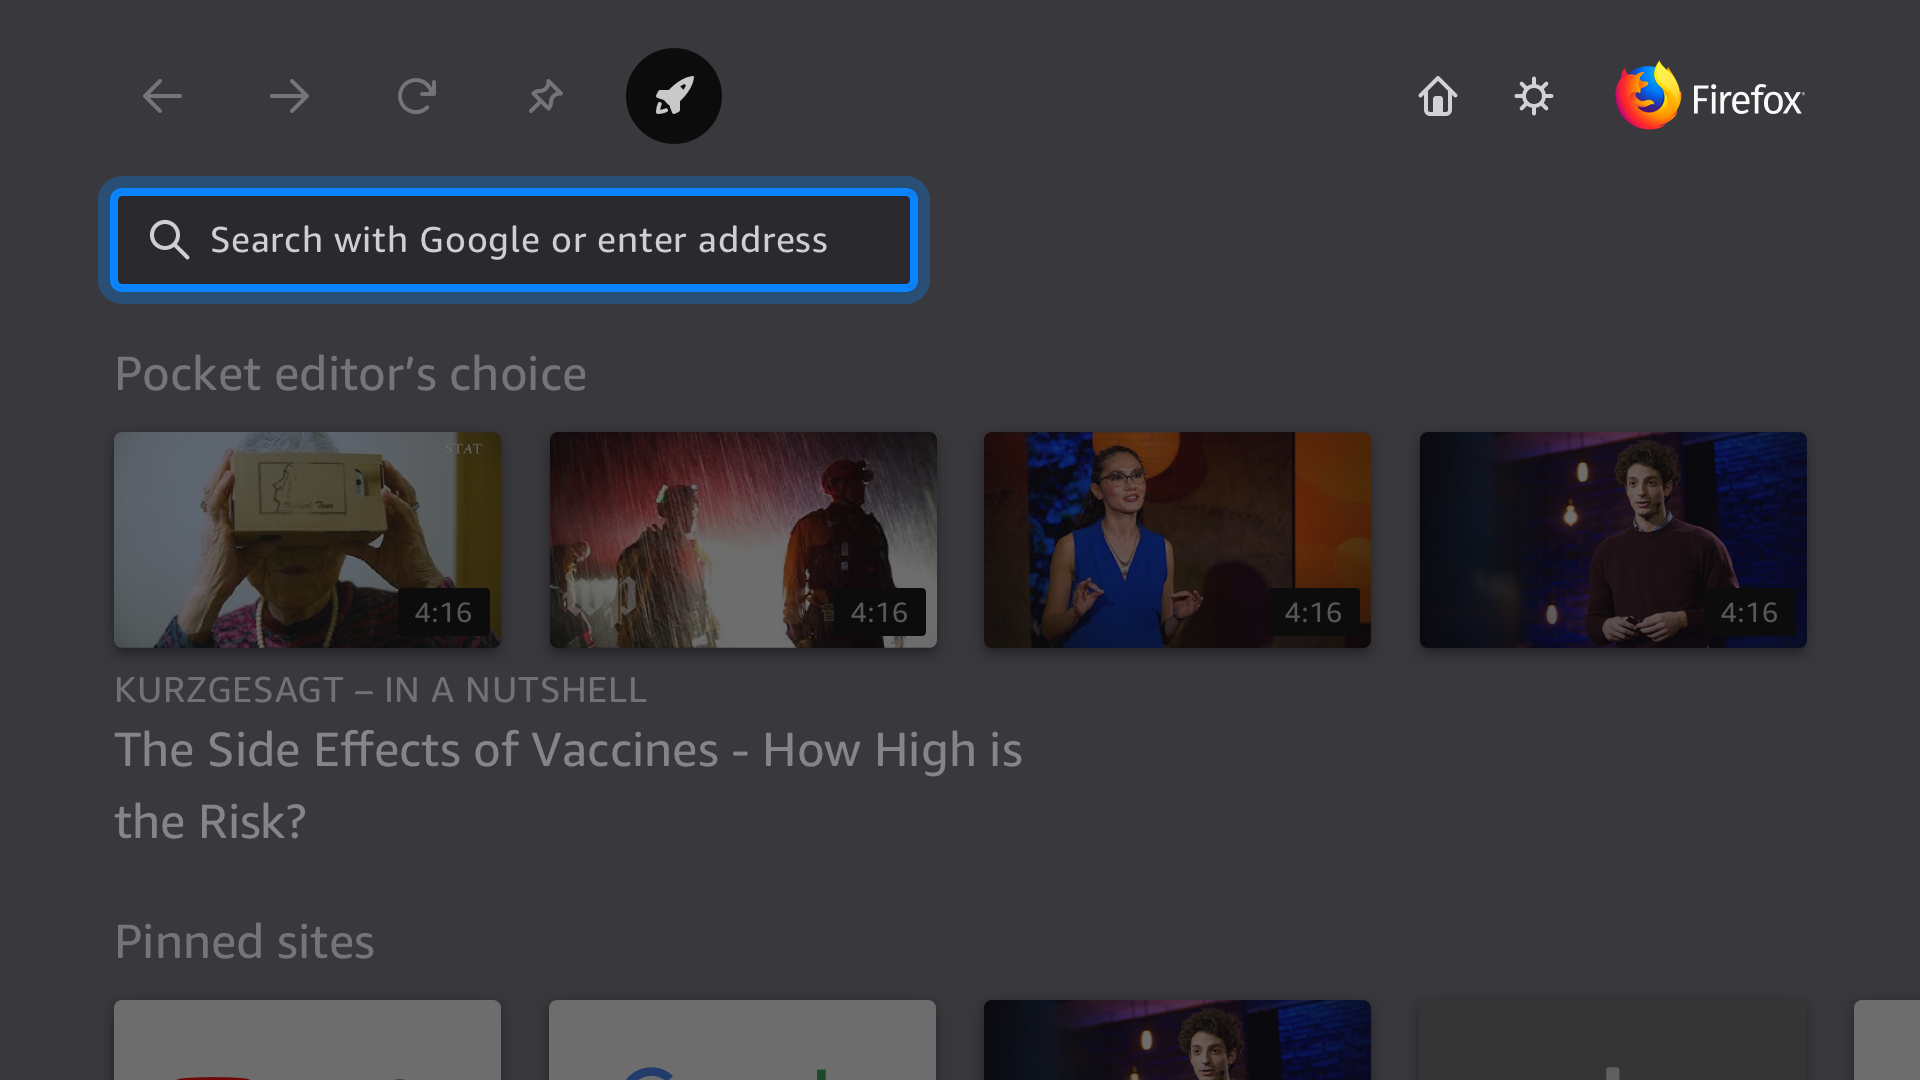 Firefox
Search with Google or enter address
Pocket editor’s choice
STAT
4:16
4:16
4:16
4:16
KURZGESAGT – IN A NUTSHELL
The Side Effects of Vaccines - How High is
the Risk?
Pinned sites